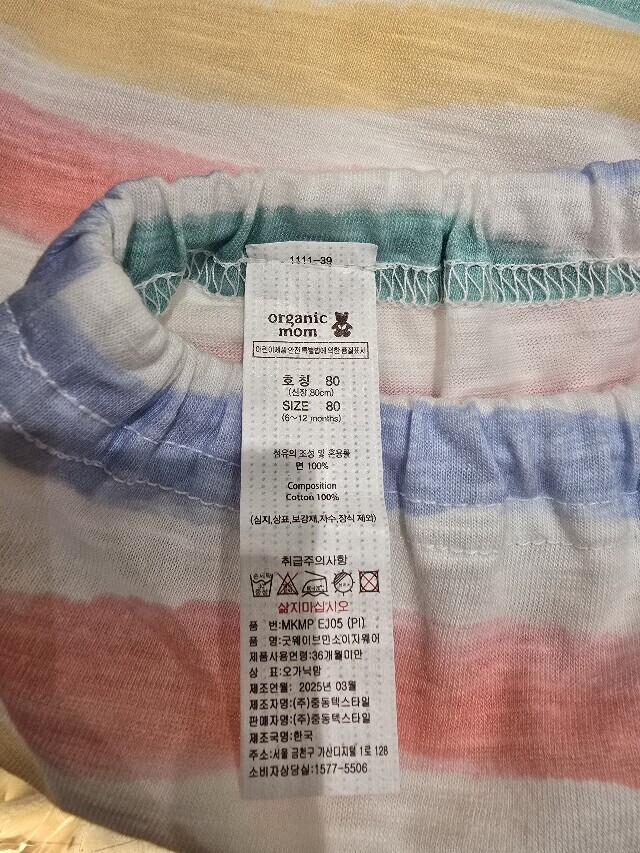 1111-39
organic
mom
어린이제품안전특별법에의한 품질표시
호칭 80
(신장 80cm)
SIZE 80
(6~12 months)
섬유의 조성 및 혼용률
면 100%
Composition
Cotton 100%
(심지,상표,보강재,자수,장식 제외)
취급주의사항
삶지마십시오
품 번:MKMP EJ05 (PI)
품 명:굿웨이브민소이지웨어
제품사용연령:36개월미만
상 표:오가닉맘
제조연월: 2025년 03월
제조자명:(주)중동텍스타일
판매자명:(주)중동텍스타일
제조국명:한국
주소:서울 금천구 가산디지털 1로 128
소비자상담실:1577-5506